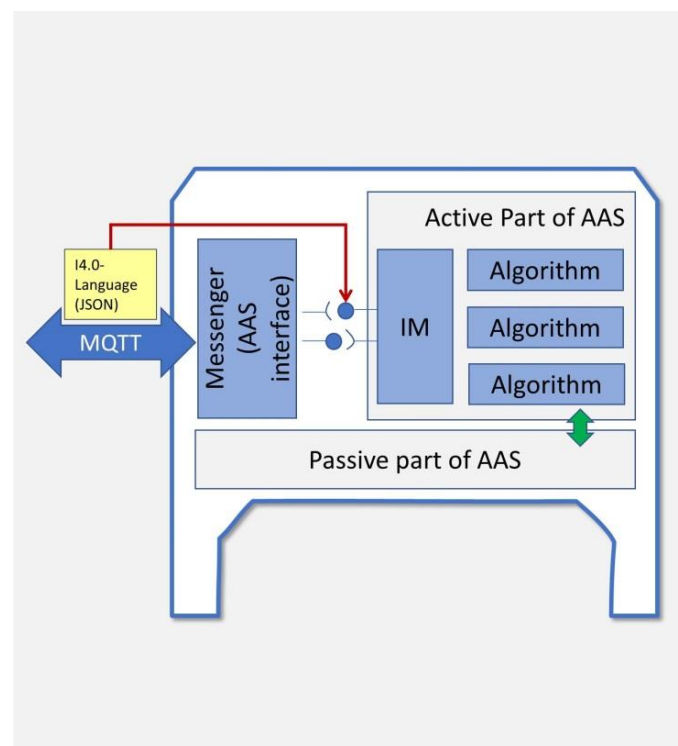 Active Part of AAS
I4.0-
Language
(JSON)
MQTT
Messenger
(AAS
interface)
IM
Algorithm
Algorithm
Algorithm
Passive part of AAS